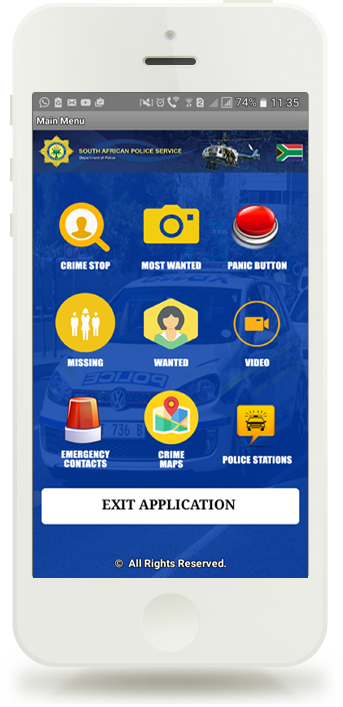 74% 11:35
Main Menu
SOUTH AFRICAN POLICE SERVICE
Department of Police
CRIME STOP
MOST WANTED
PANIC BUTTON
MISSING
WANTED
VIDEO
POLICE
EMERGENCY
CONTACTS
CRIME
MAPS
POLICE STATIONS
EXIT APPLICATION
© All Rights Reserved.